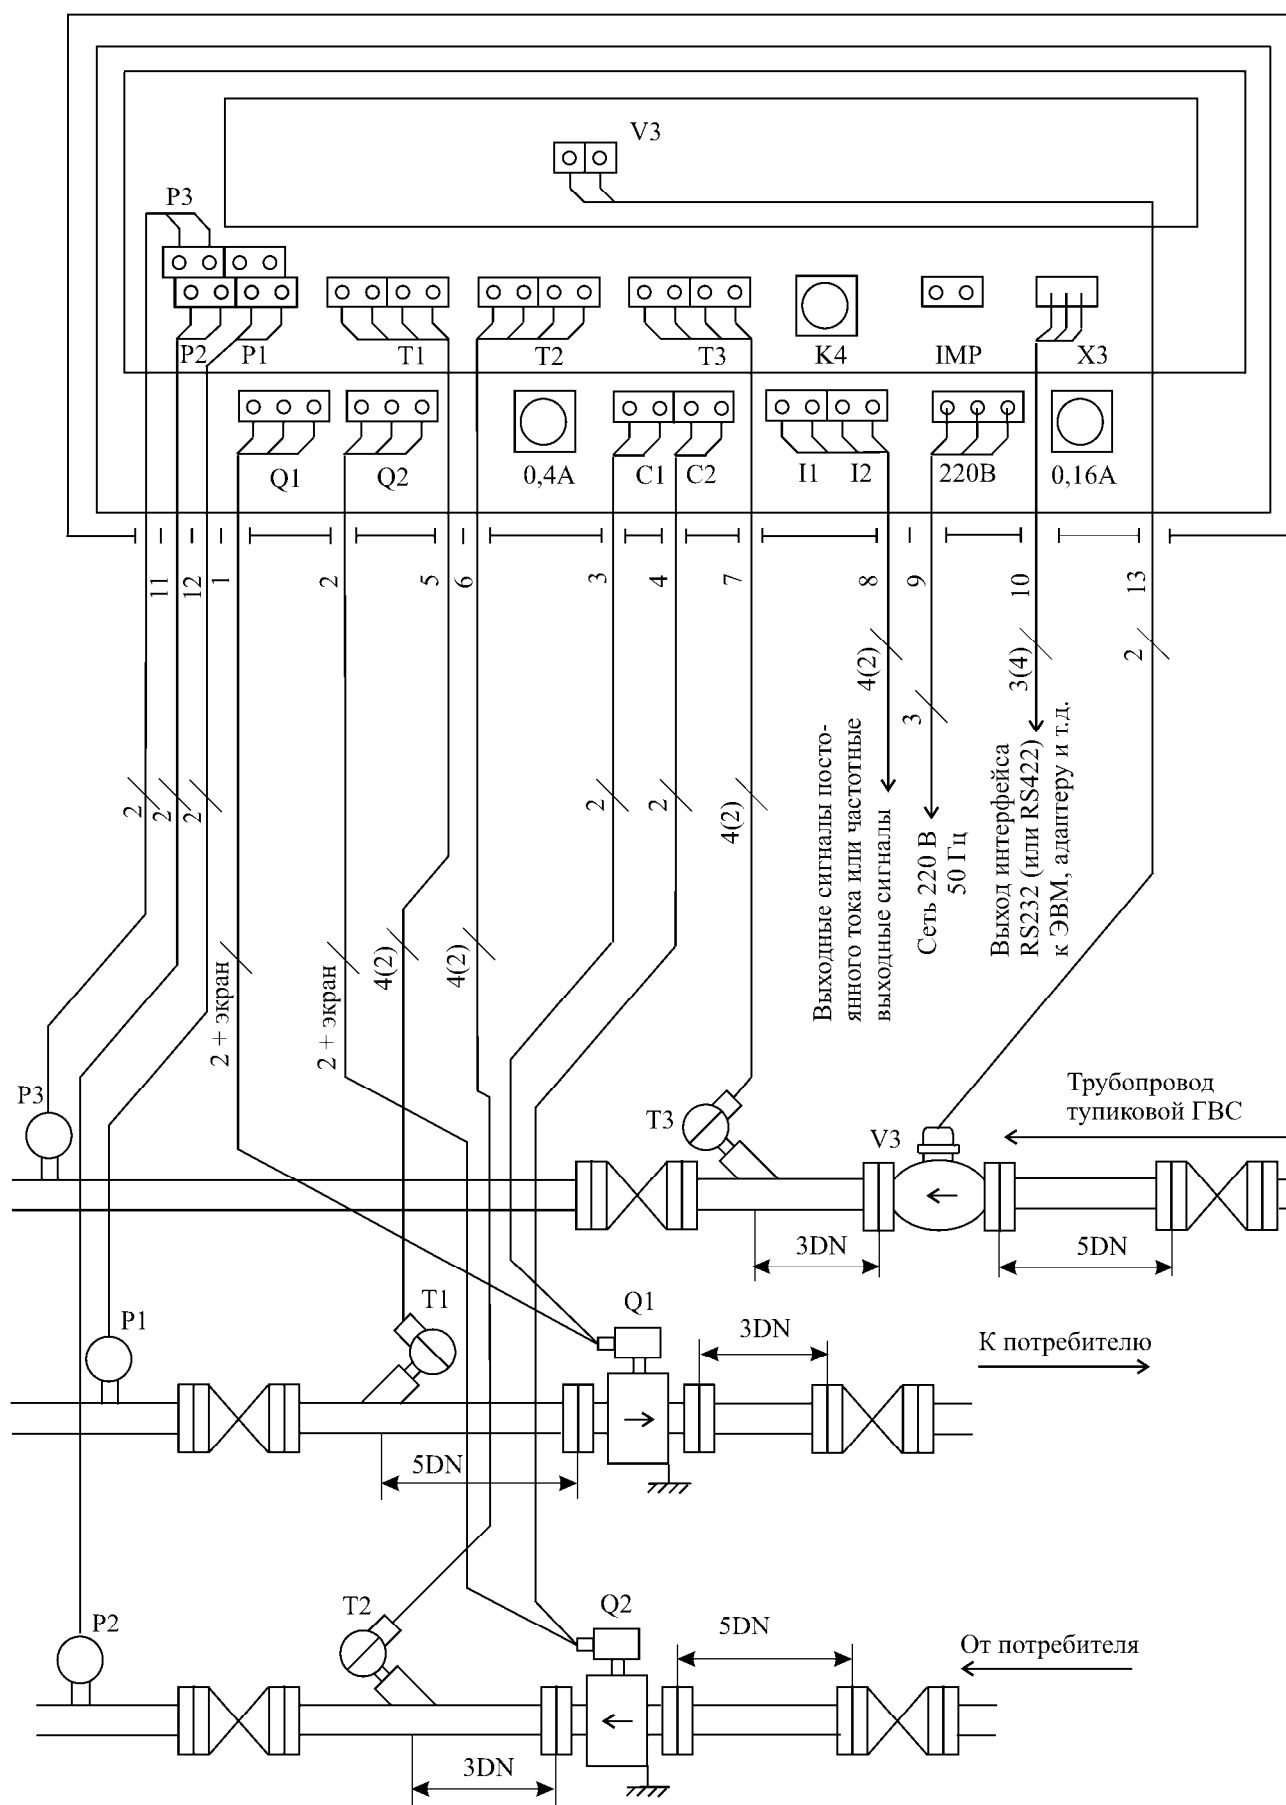 V3
P3
P2
P1
T1
T2
T3
K4
IMP
X3
Q1
Q2
0,4A
C1
C2
I1
I2
220В
0,16A
11
12
1
2
5
6
3
4
7
8
9
10
13
4(2)
3
3(4)
2
2
2
2
2
2
4(2)
2 + экран
2 + экран
4(2)
4(2)
Выходные сигналы посто-
янного тока или частотные
выходные сигналы
Сеть 220 В
50 Гц
Выход интерфейса
RS232 (или RS422)
к ЭВМ, адаптеру и т.д.
P3
T3
V3
Трубопровод
тупиковой ГВС
3DN
5DN
P1
T1
Q1
3DN
К потребителю
5DN
P2
T2
Q2
5DN
От потребителя
3DN